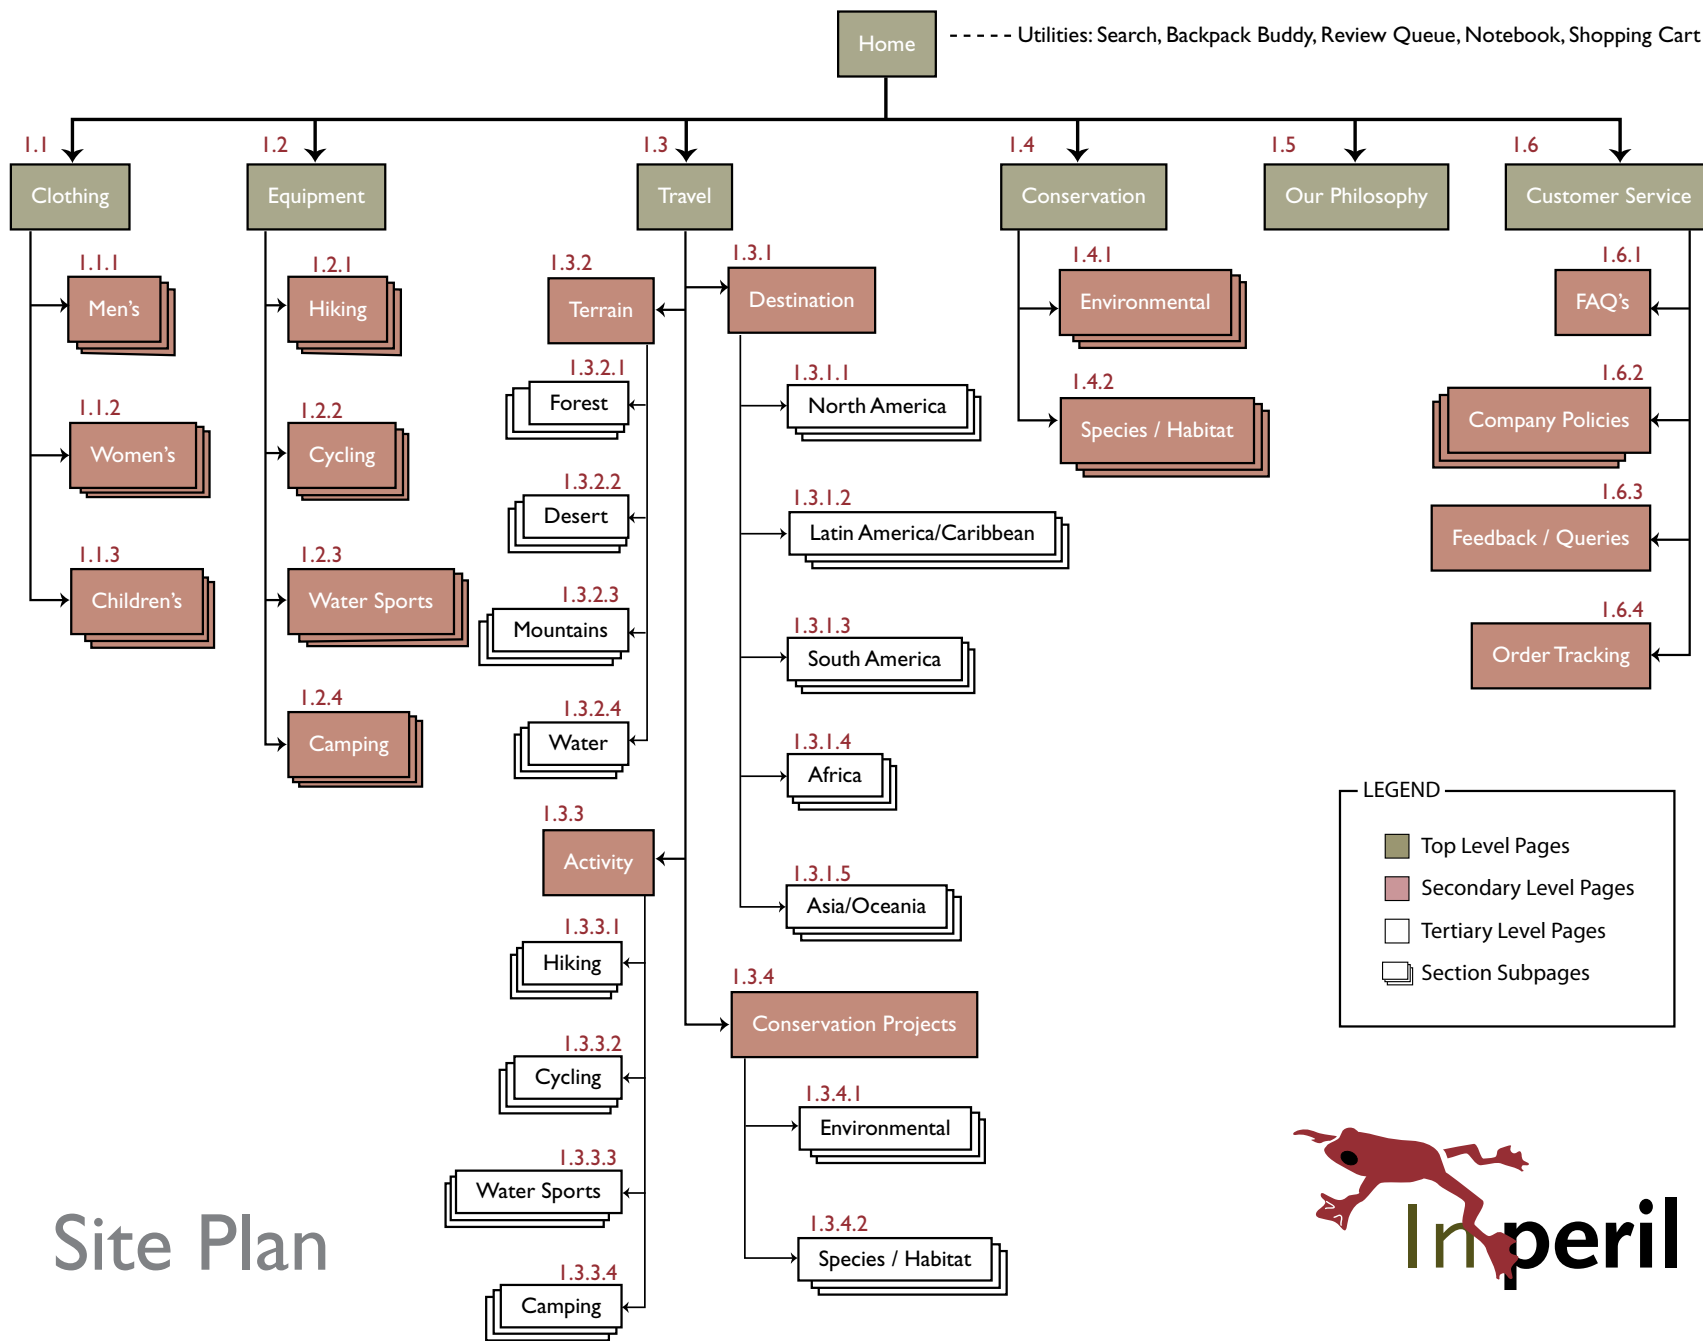 Home
----- Utilities: Search, Backpack Buddy, Review Queue, Notebook, Shopping Cart
1.1
Clothing
1.1.1
Men's
1.1.2
Women's
1.1.3
Children's
1.2
Equipment
1.2.1
Hiking
1.2.2
Cycling
1.2.3
Water Sports
1.2.4
Camping
1.3
Travel
1.3.1
Destination
1.3.1.1
North America
1.3.1.2
Latin America/Caribbean
1.3.1.3
South America
1.3.1.4
Africa
1.3.1.5
Asia/Oceania
1.3.2
Terrain
1.3.2.1
Forest
1.3.2.2
Desert
1.3.2.3
Mountains
1.3.2.4
Water
1.3.3
Activity
1.3.3.1
Hiking
1.3.3.2
Cycling
1.3.3.3
Water Sports
1.3.3.4
Camping
1.3.4
Conservation Projects
1.3.4.1
Environmental
1.3.4.2
Species / Habitat
1.4
Conservation
1.4.1
Environmental
1.4.2
Species / Habitat
1.5
Our Philosophy
1.6
Customer Service
1.6.1
FAQ's
1.6.2
Company Policies
1.6.3
Feedback / Queries
1.6.4
Order Tracking
LEGEND
Top Level Pages
Secondary Level Pages
Tertiary Level Pages
Section Subpages
Site Plan
Inperil